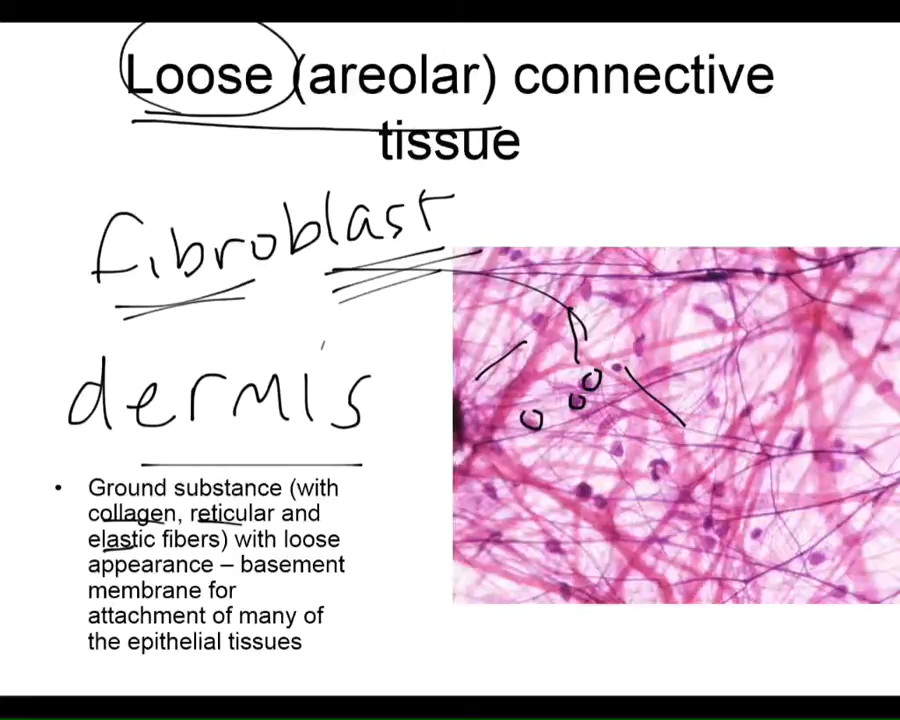 Loose (areolar) connective
tissue
fibroblast
dermis
• Ground substance (with
collagen, reticular and
elastic fibers) with loose
appearance – basement
membrane for
attachment of many of
the epithelial tissues